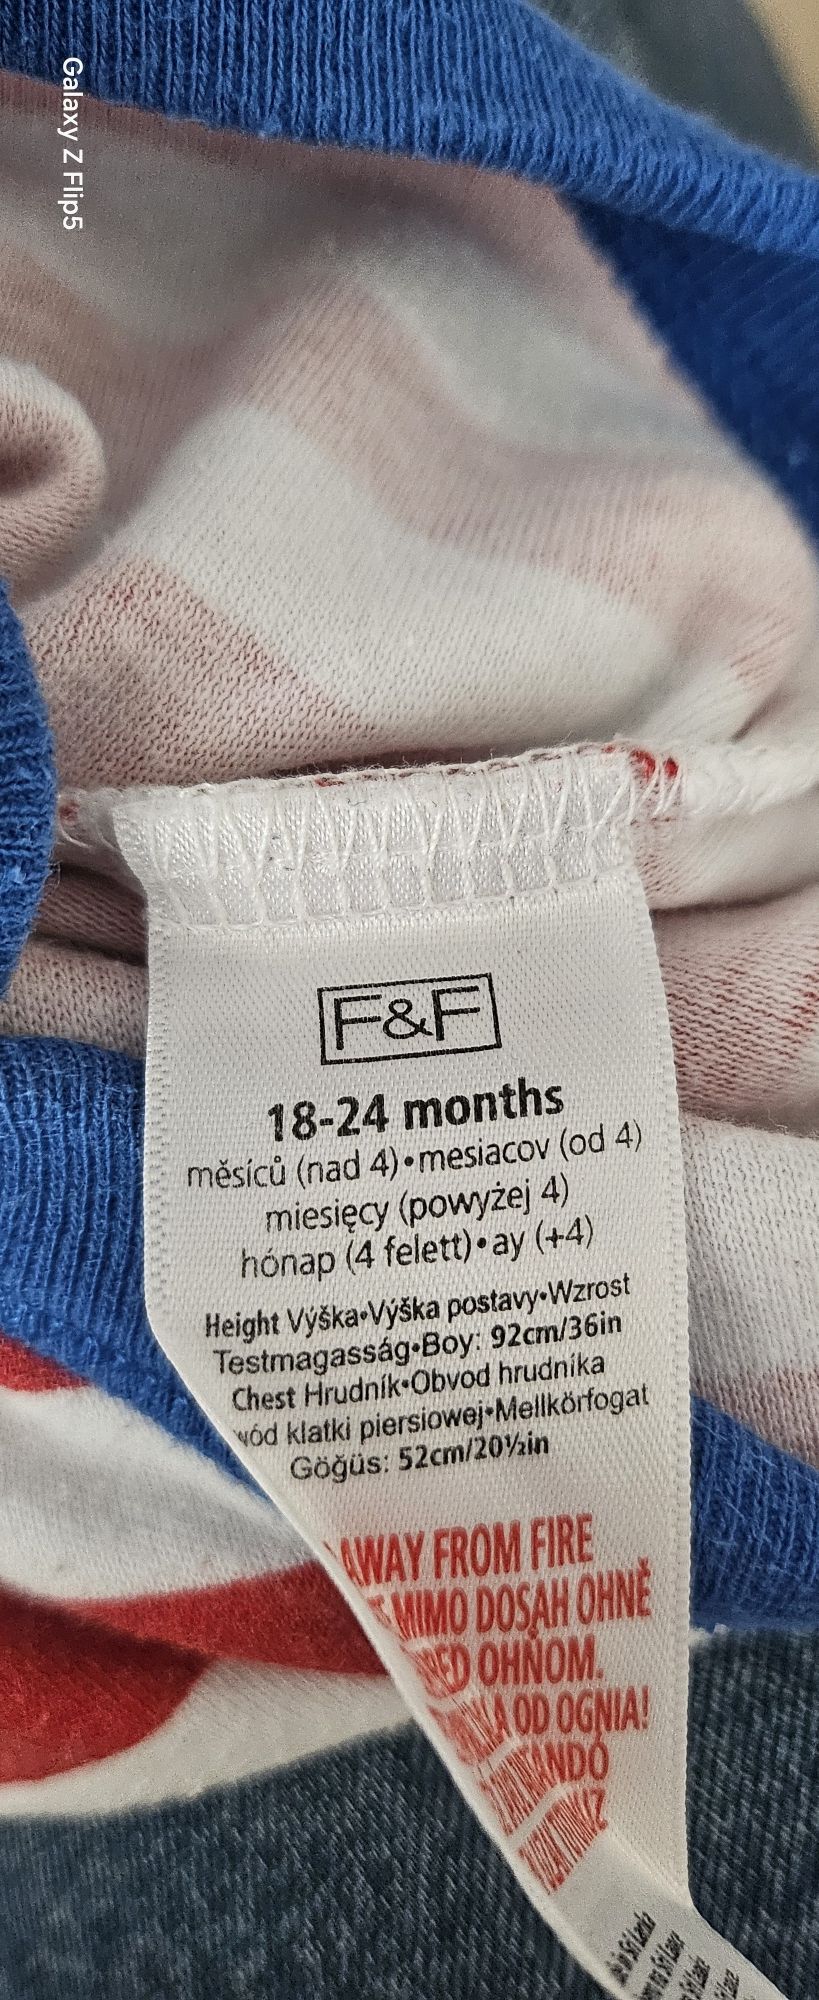 Galaxy Z Flip5
F&F
18-24 months
měsíců (nad 4)•mesiacov (od 4)
miesięcy (powyżej 4)
hónap (4 felett)•ay (+4)
Height Výška•Výška postavy•Wzrost
Testmagasság•Boy: 92cm/36in
Chest Hrudník•Obvod hrudníka
klatki piersiowej•Mellkörfogat
Göğüs: 52cm/20½in
AWAY FROM FIRE
MIMO DOSAH OHNĚ
OHŇOM.
OD OGNIA!